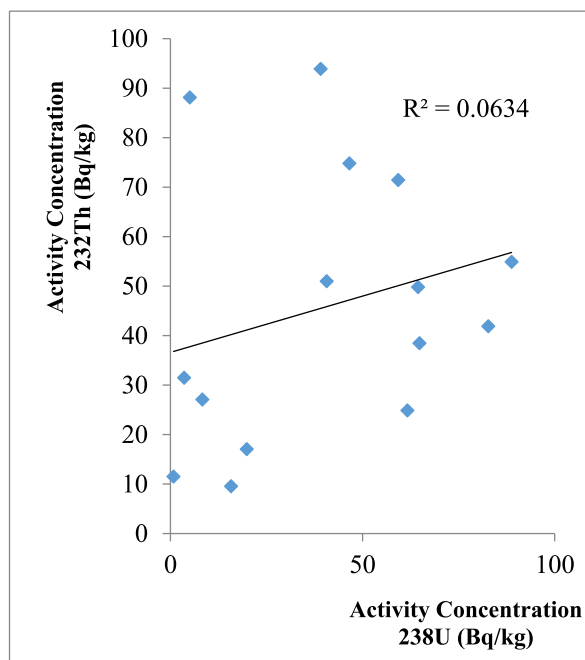 Activity Concentration
232Th (Bq/kg)
100
90
80
70
60
50
40
30
20
10
0
R² = 0.0634
0
50
100
Activity Concentration
238U (Bq/kg)